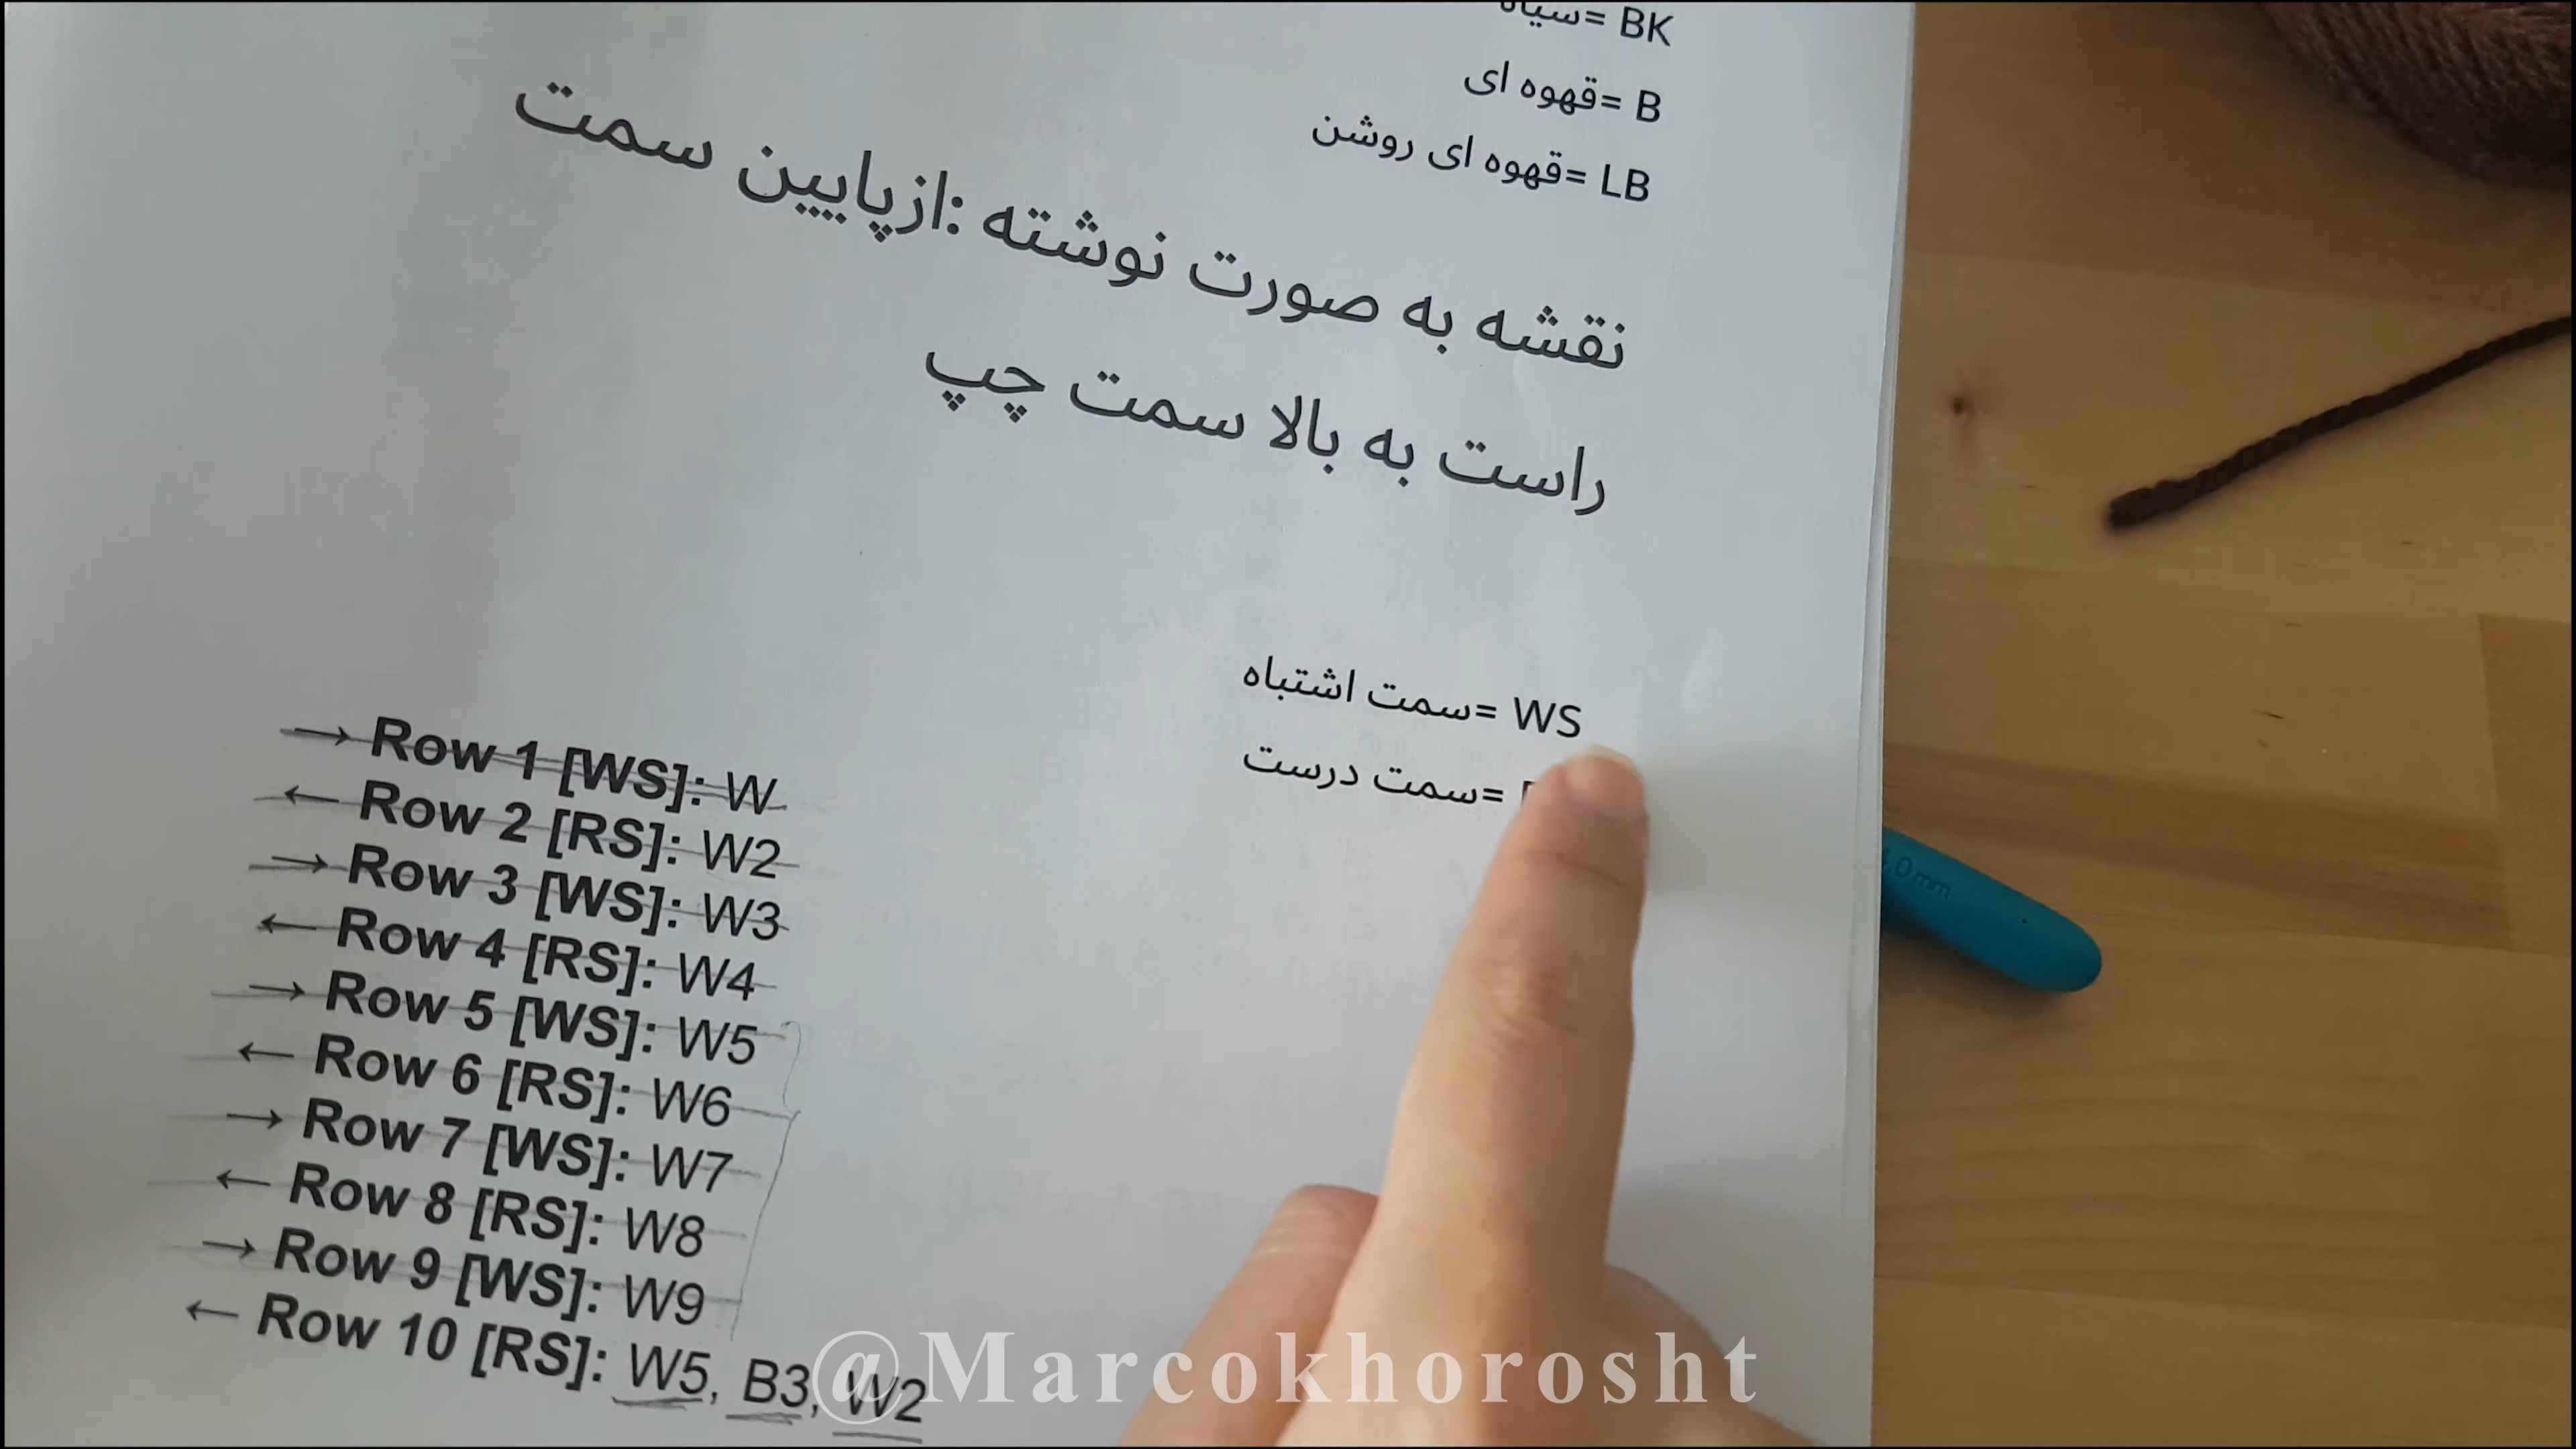 BK =سیاه
B =قهوه ای
LB =قهوه ای روشن
نقشه به صورت نوشته :ازپایین سمت
راست به بالا سمت چپ
WS =سمت اشتباه
=سمت درست
→ Row 1 [WS]: W
← Row 2 [RS]: W2
→ Row 3 [WS]: W3
← Row 4 [RS]: W4
→ Row 5 [WS]: W5
← Row 6 [RS]: W6
→ Row 7 [WS]: W7
← Row 8 [RS]: W8
→ Row 9 [WS]: W9
← Row 10 [RS]: W5, B3, W2
@Marcokhorosht